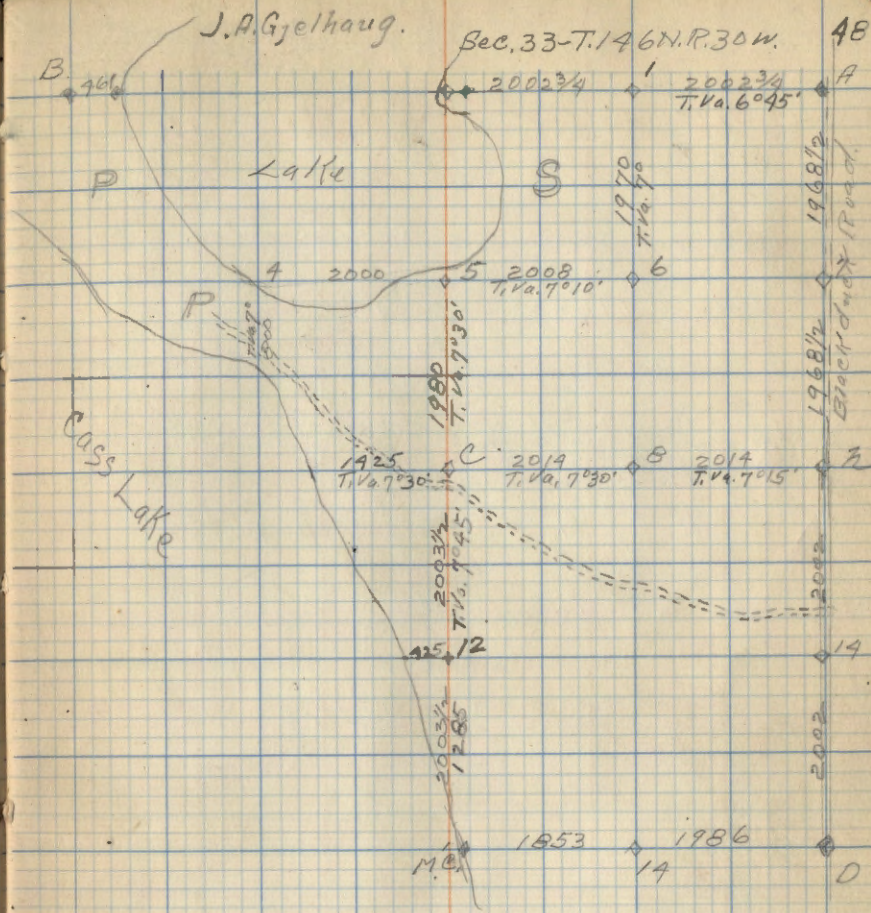 J.A.Gjelhaug.
Sec. 33-T.146N.R.30W.
48
B
461
2002 3/4
1
2002 3/4
T. Va. 6°45'
A
P
Lake
S
1970
T. Va. 7°
1968 1/2
Blackduck Road.
4
2000
5
2008
T. Va. 7°10'
6
P
T. Va. 7°
1980
T. Va. 7°30'
1968 1/2
Cass Lake
1425
T. Va. 7°30'
C
2014
T. Va. 7°30'
8
2014
T. Va. 7°15'
2003 1/2
T. Va. 7°45'
2002
425
12
14
2003 1/2
1285
2002
M.C.
1853
14
1986
D